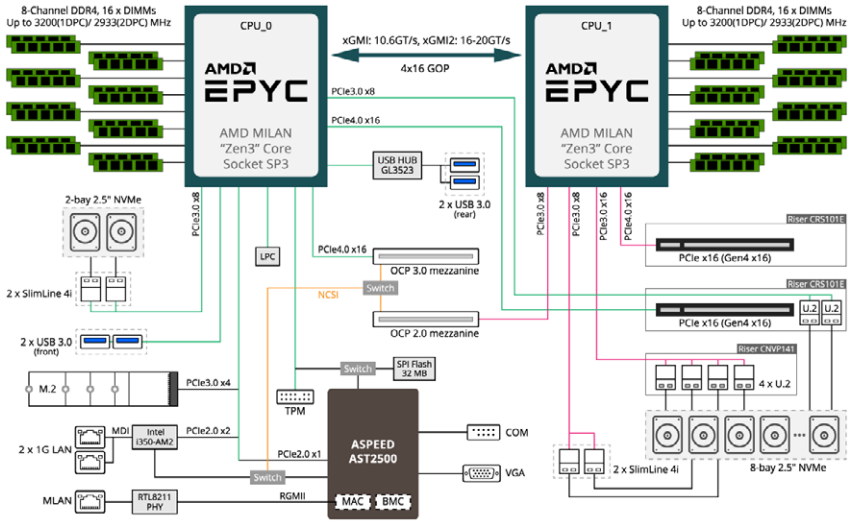 8-Channel DDR4, 16 x DIMMs
Up to 3200(1DPC)/ 2933(2DPC) MHz
CPU_0
AMD
EPYC
AMD MILAN
“Zen3” Core
Socket SP3
xGMI: 10.6GT/s, xGMI2: 16-20GT/s
4x16 GOP
CPU_1
AMD
EPYC
AMD MILAN
“Zen3” Core
Socket SP3
8-Channel DDR4, 16 x DIMMs
Up to 3200(1DPC)/ 2933(2DPC) MHz
PCIe3.0 x8
PCIe4.0 x16
USB HUB
GL3523
2 x USB 3.0
(rear)
2-bay 2.5" NVMe
PCIe3.0 x8
2 x SlimLine 4i
LPC
PCIe4.0 x16
OCP 3.0 mezzanine
Switch
NCSI
OCP 2.0 mezzanine
PCIe3.0 x8
PCIe3.0 x8
PCIe3.0 x16
PCIe4.0 x16
Riser CRS101E
PCIe x16 (Gen4 x16)
Riser CRS101E
PCIe x16 (Gen4 x16)
U.2
U.2
2 x USB 3.0
(front)
Switch
SPI Flash
32 MB
Riser CNVP141
4 x U.2
M.2
PCIe3.0 x4
TPM
2 x 1G LAN
MDI
Intel
i350-AM2
PCIe2.0 x2
PCIe2.0 x1
ASPEED
AST2500
COM
8-bay 2.5" NVMe
Switch
VGA
2 x SlimLine 4i
MLAN
RTL8211
PHY
RGMII
MAC
BMC